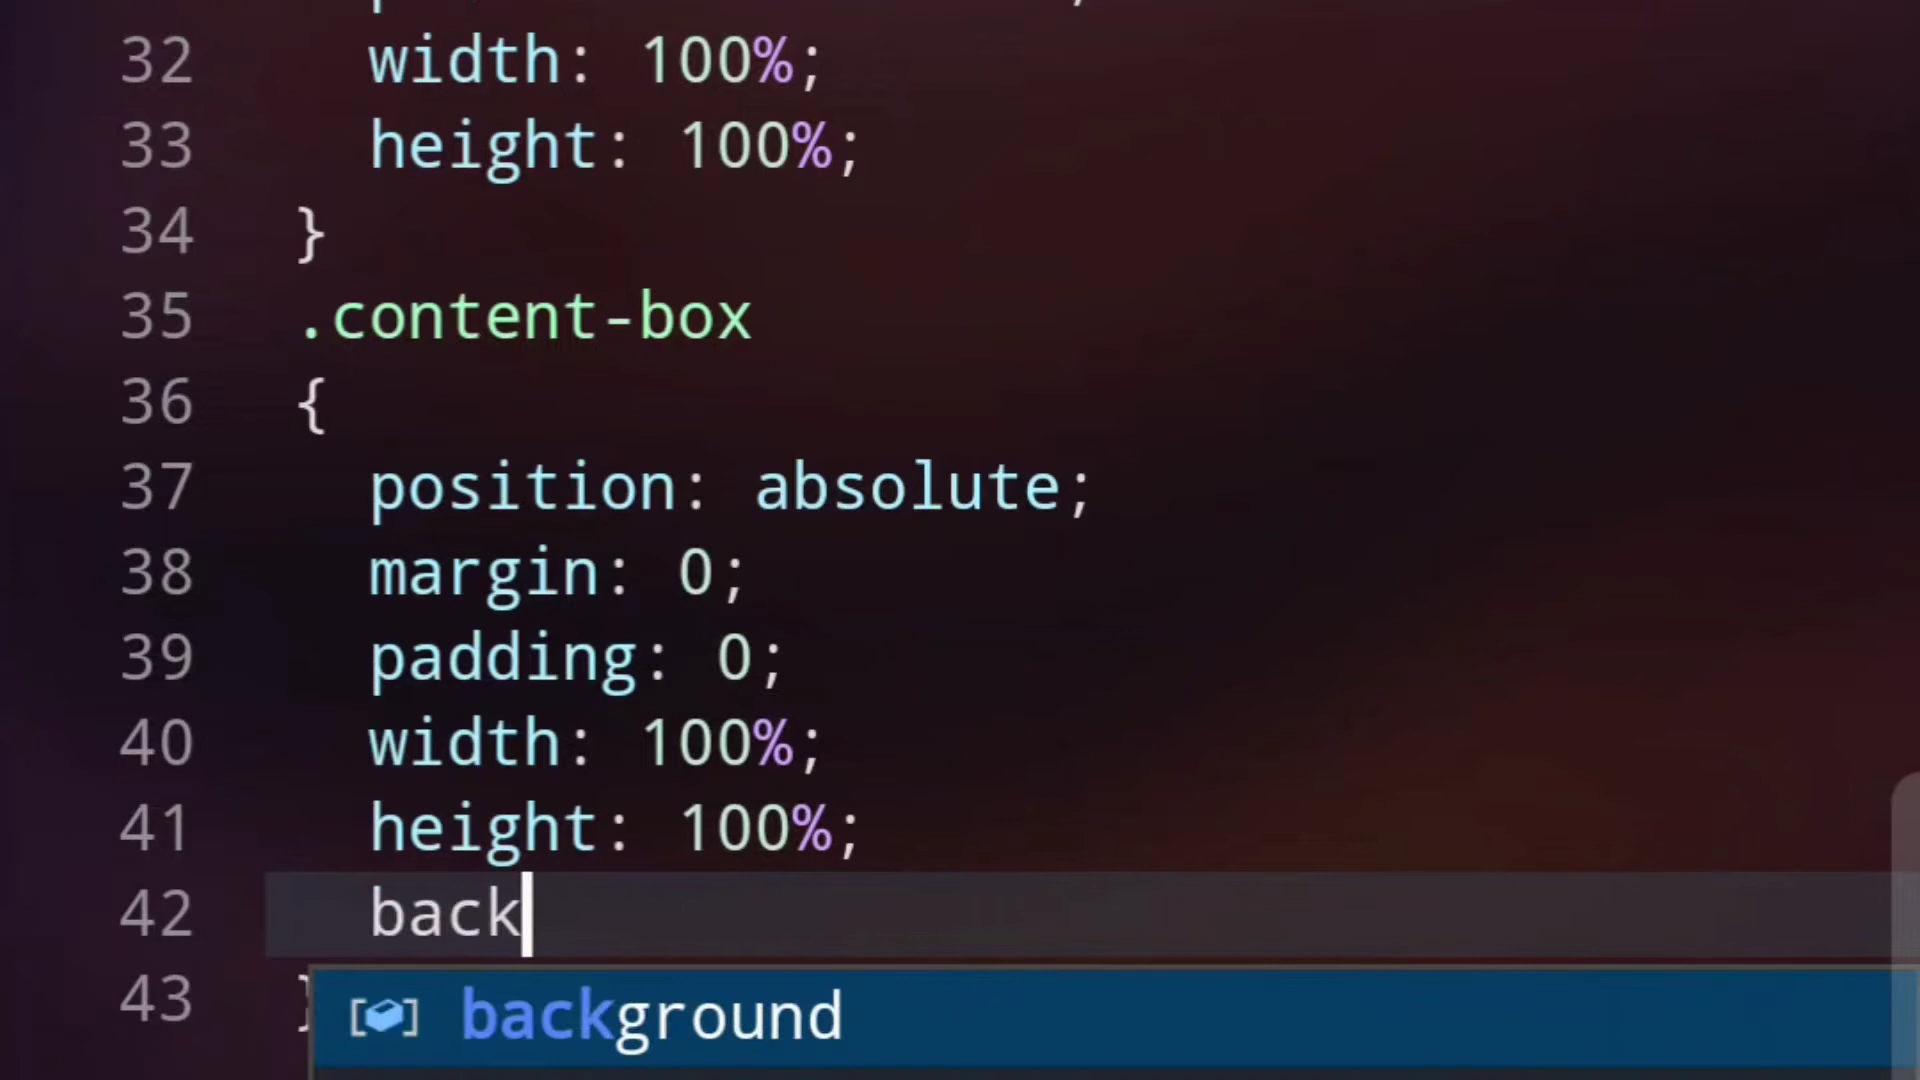 32 width: 100%;
33 height: 100%;
34 }
35 .content-box
36 {
37 position: absolute;
38 margin: 0;
39 padding: 0;
40 width: 100%;
41 height: 100%;
42 back
43 }
background